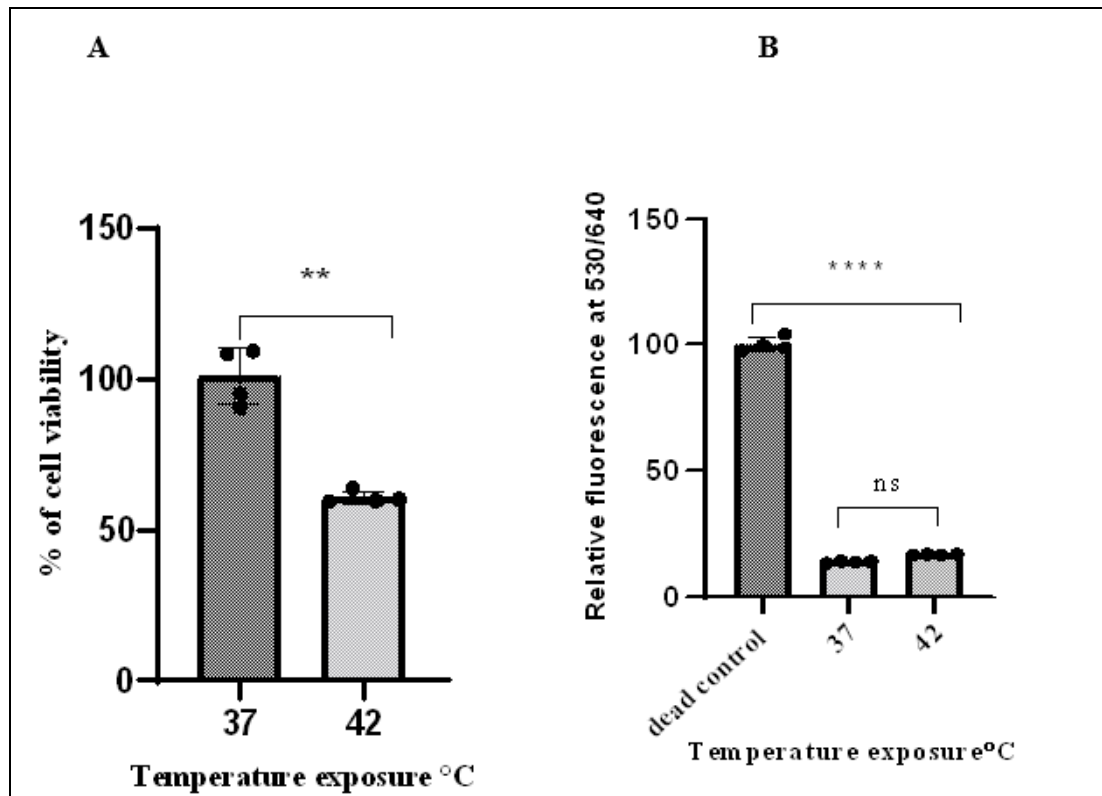 A
% of cell viability
150
100
50
0
**
37
42
Temperature exposure °C
B
Relative fluorescence at 530/640
150
100
50
0
****
ns
dead control
37
42
Temperature exposure°C